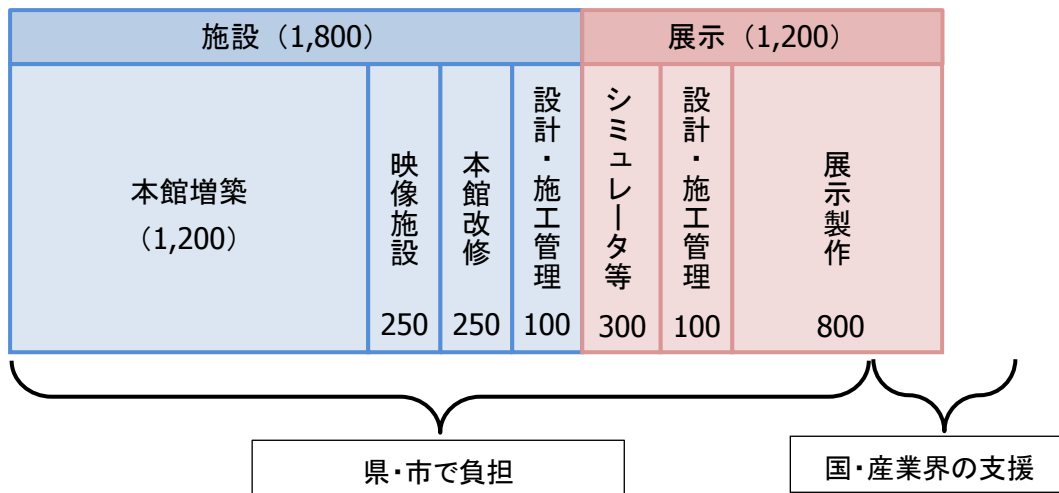 施設（1,800）
展示（1,200）
本館増築
（1,200）
映像施設
250
本館改修
250
設計・施工管理
100
シミュレータ等
300
設計・施工管理
100
展示製作
800
県・市で負担
国・産業界の支援